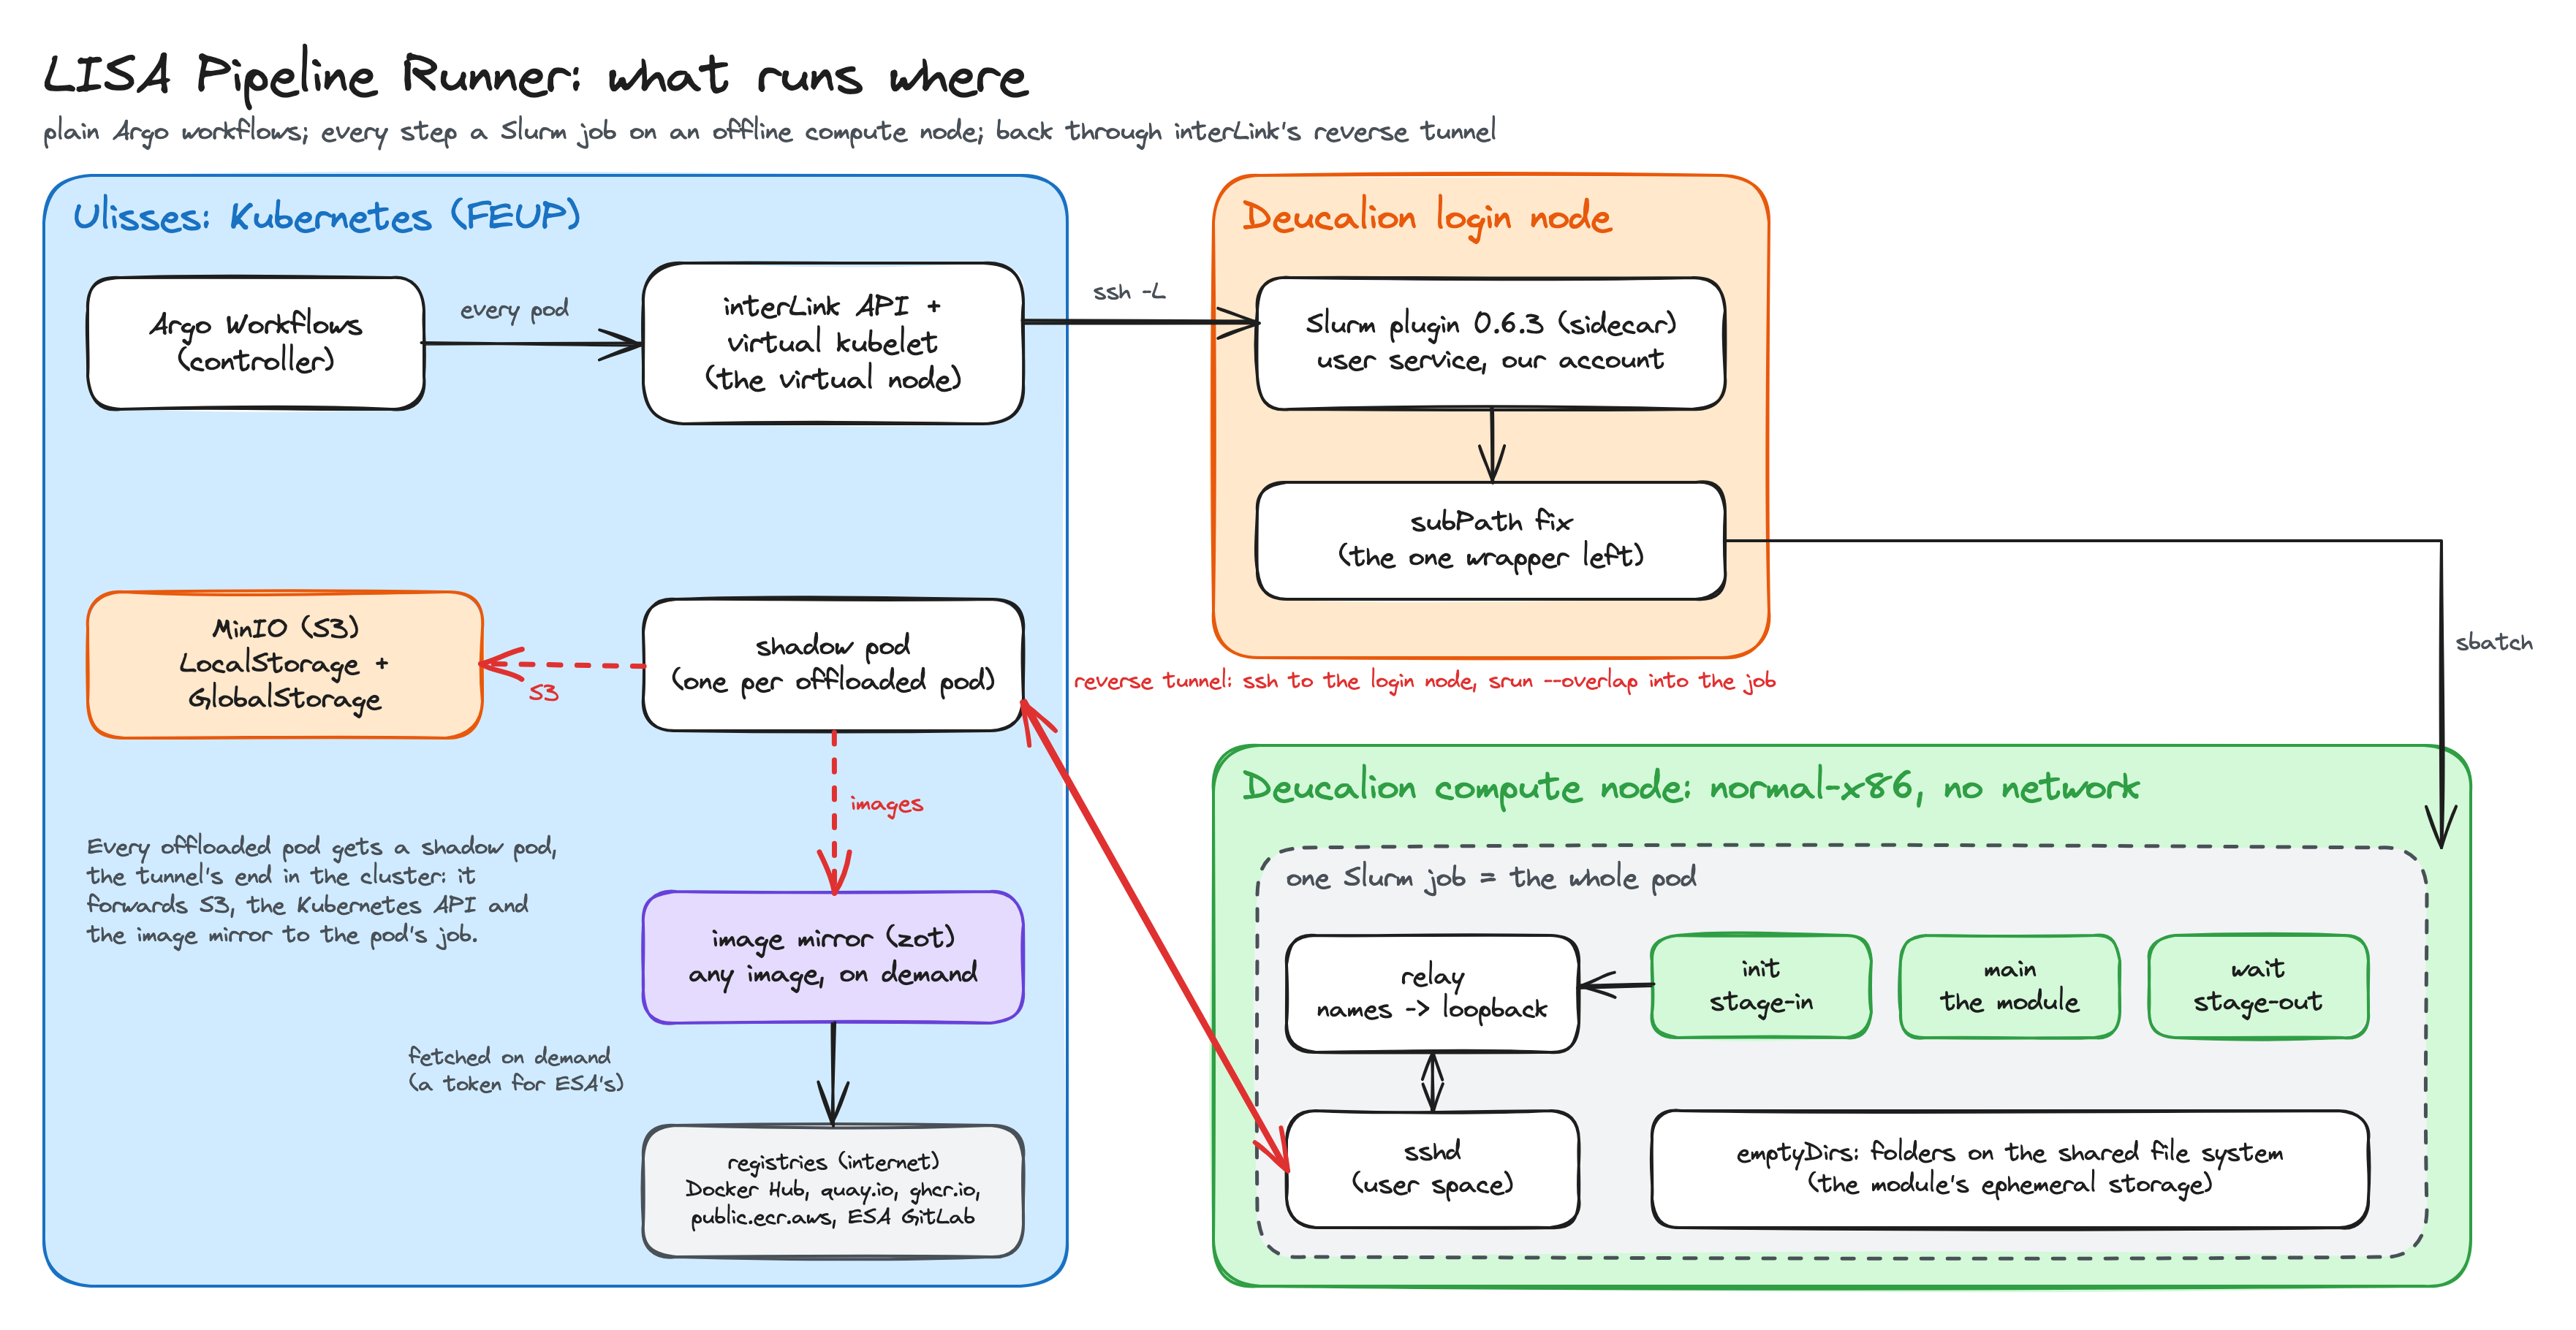 LISA Pipeline Runner: what runs where
plain Argo workflows; every step a Slurm job on an offline compute node; back through interLink's reverse tunnel
Ulisses: Kubernetes (FEUP)
Argo Workflows
(controller)
every pod
interLink API +
virtual kubelet
(the virtual node)
ssh -L
Deucalion login node
Slurm plugin 0.6.3 (sidecar)
user service, our account
subPath fix
(the one wrapper left)
sbatch
MinIO (S3)
LocalStorage +
GlobalStorage
S3
shadow pod
(one per offloaded pod)
reverse tunnel: ssh to the login node, srun --overlap into the job
images
Every offloaded pod gets a shadow pod,
the tunnel's end in the cluster: it
forwards S3, the Kubernetes API and
the image mirror to the pod's job.
image mirror (zot)
any image, on demand
fetched on demand
(a token for ESA's)
registries (internet)
Docker Hub, quay.io, ghcr.io,
public.ecr.aws, ESA GitLab
Deucalion compute node: normal-x86, no network
one Slurm job = the whole pod
relay
names -> loopback
init
stage-in
main
the module
wait
stage-out
sshd
(user space)
emptyDirs: folders on the shared file system
(the module's ephemeral storage)